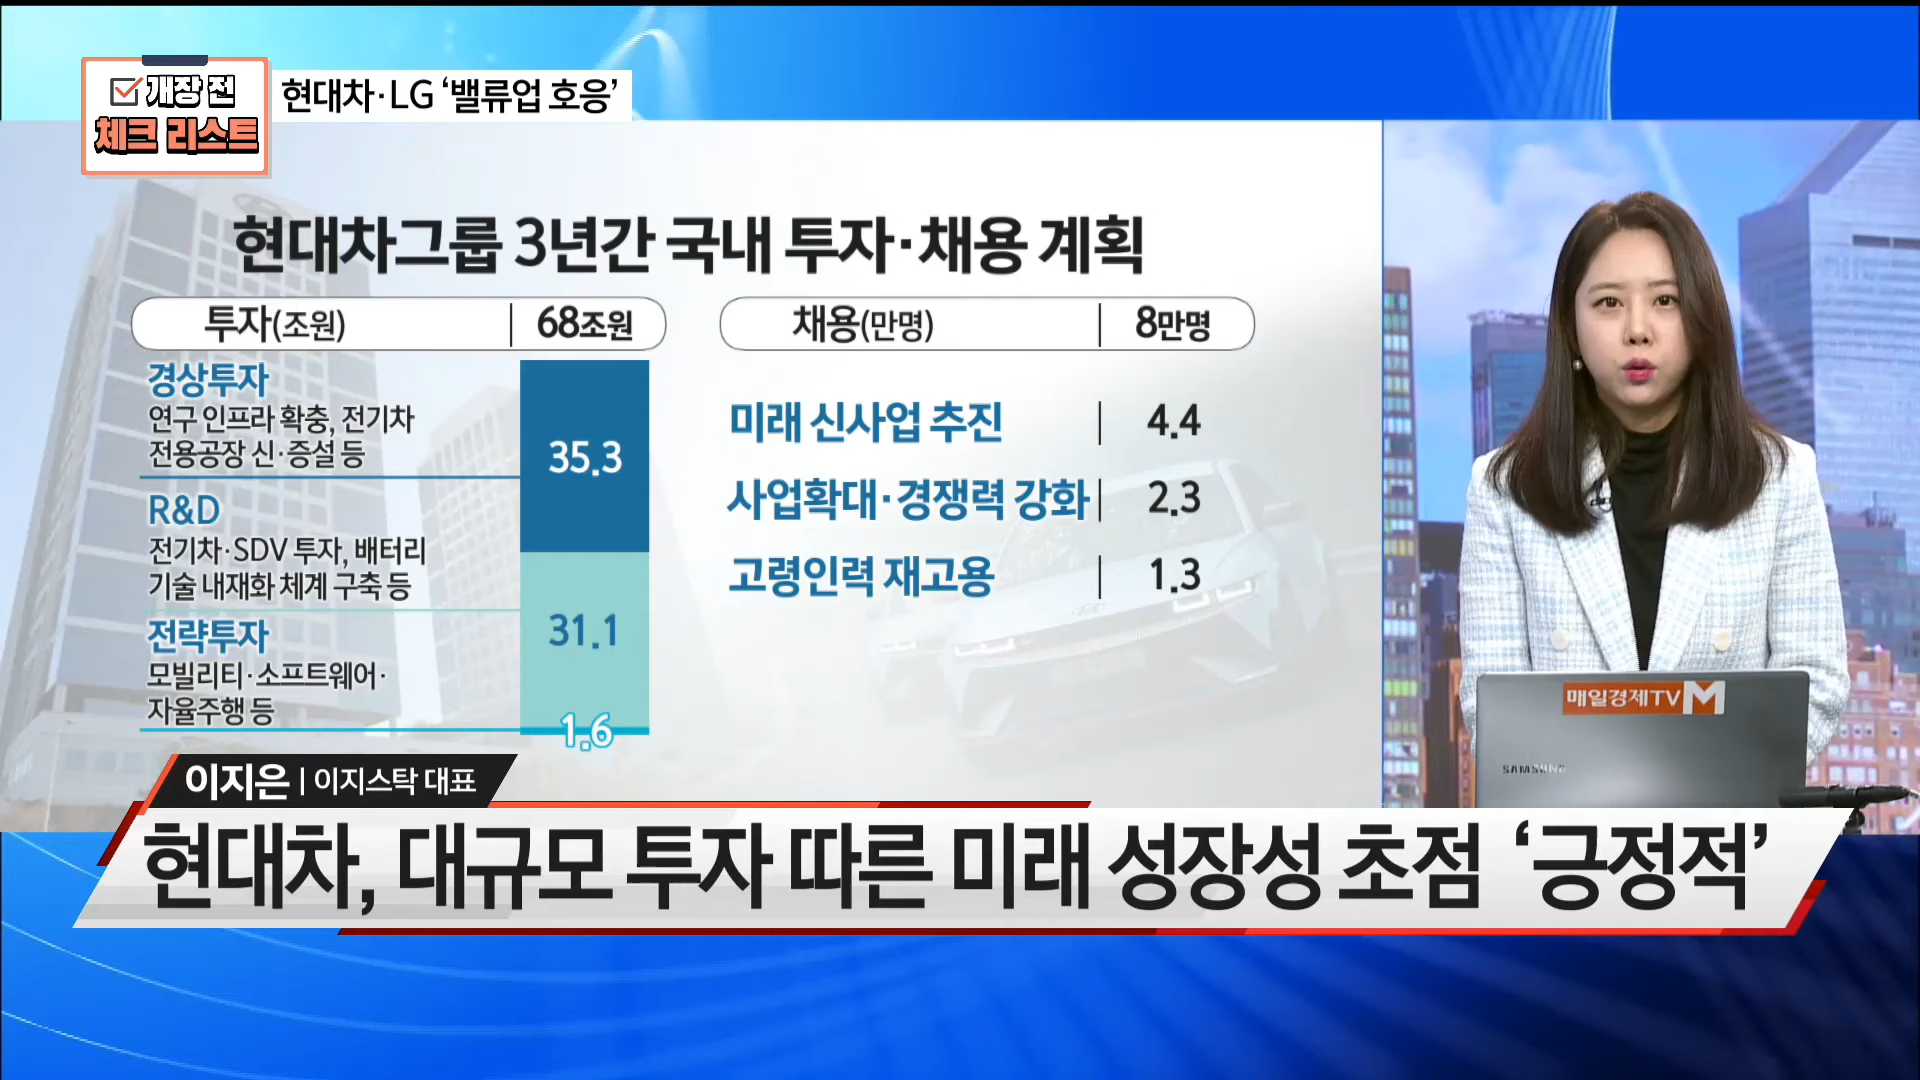 개장 전
체크 리스트
현대차·LG ‘밸류업 호응’
현대차그룹 3년간 국내 투자·채용 계획
투자(조원) | 68조원
경상투자
연구 인프라 확충, 전기차
전용공장 신·증설 등
35.3
R&D
전기차·SDV 투자, 배터리
기술 내재화 체계 구축 등
31.1
전략투자
모빌리티·소프트웨어·
자율주행 등
1.6
채용(만명) | 8만명
미래 신사업 추진 | 4.4
사업확대·경쟁력 강화 | 2.3
고령인력 재고용 | 1.3
매일경제TV M
SAMSUNG
이지은 | 이지스탁 대표
현대차, 대규모 투자 따른 미래 성장성 초점 ‘긍정적’